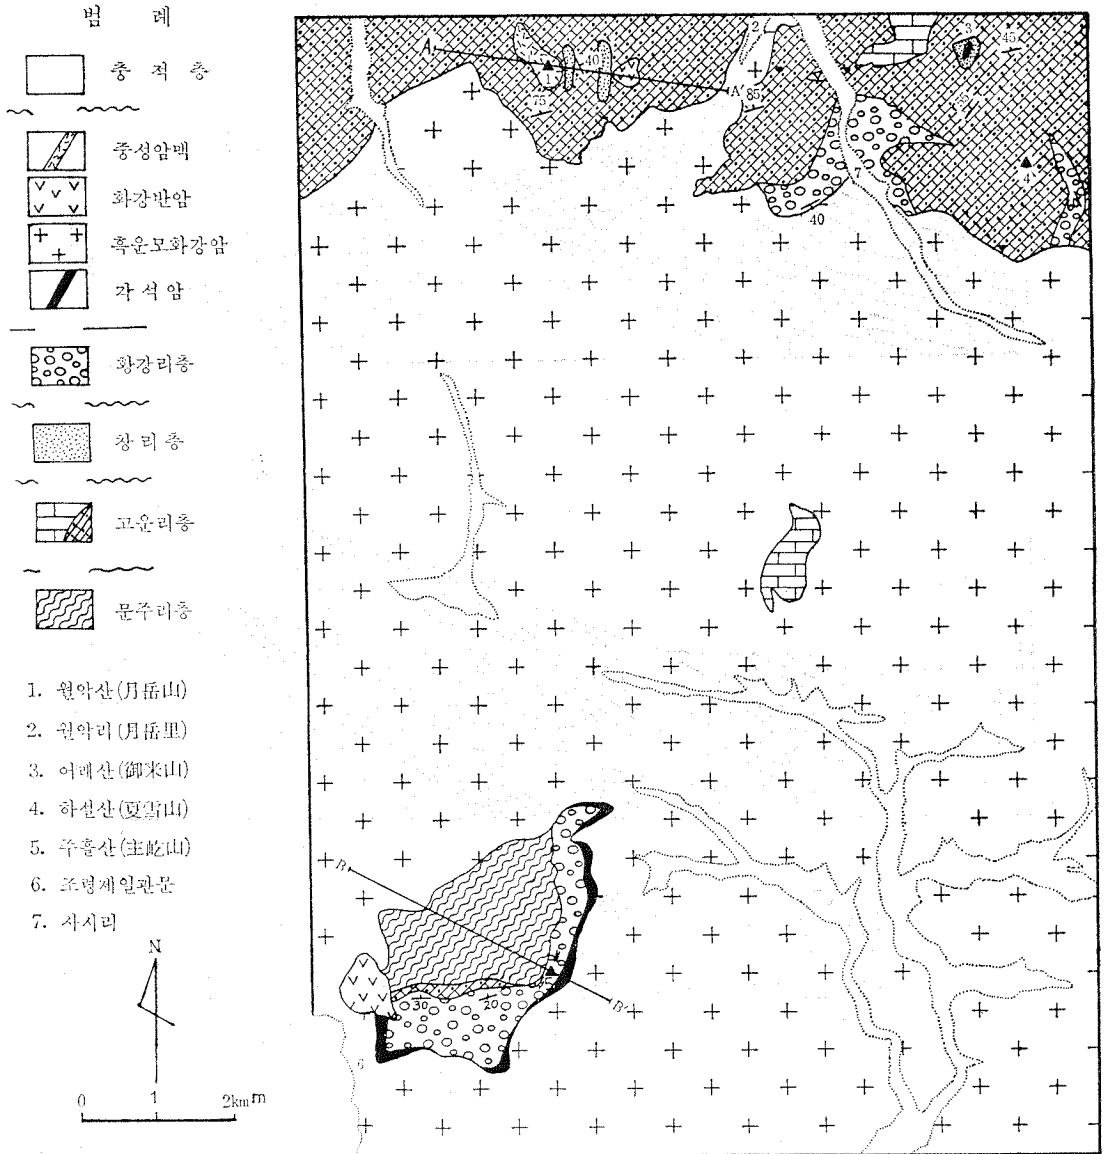 범 례
충 적 층
중성암맥
화강반암
흑운모화강암
각 석 암
황강리층
창 리 층
고운리층
문주리층
1. 월악산(月岳山)
2. 월악리(月岳里)
3. 어래산(御来山)
4. 하설산(夏雪山)
5. 주흘산(主屹山)
6. 조령제일관문
7. 사시리
N
0 1 2km m
A
A'
1
40
75
2
85
3
45
4
7
40
B
B'
30
20
6